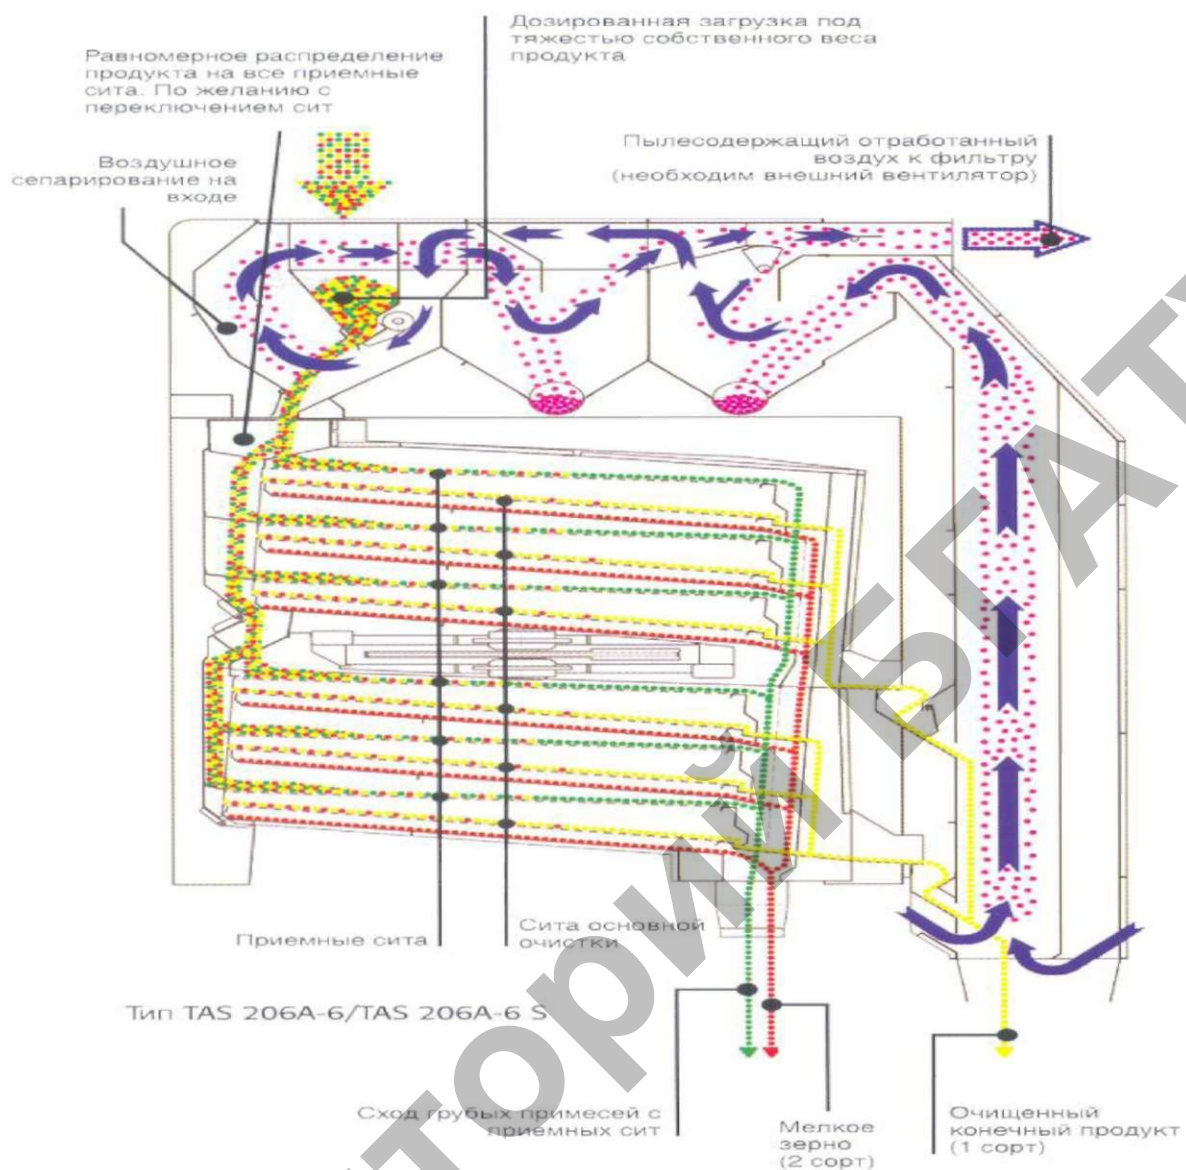 Дозированная загрузка под
тяжестью собственного веса
продукта
Равномерное распределение
продукта на все приемные
сита. По желанию с
переключением сит
Пылесодержащий отработанный
воздух к фильтру
(необходим внешний вентилятор)
Воздушное
сепарирование на
входе
Приемные сита
Сита основной
очистки
Тип TAS 206A-6/TAS 206A-6 S
Сход грубых примесей с
приемных сит
Мелкое
зерно
(2 сорт)
Очищенный
конечный продукт
(1 сорт)
торий БГАТУ